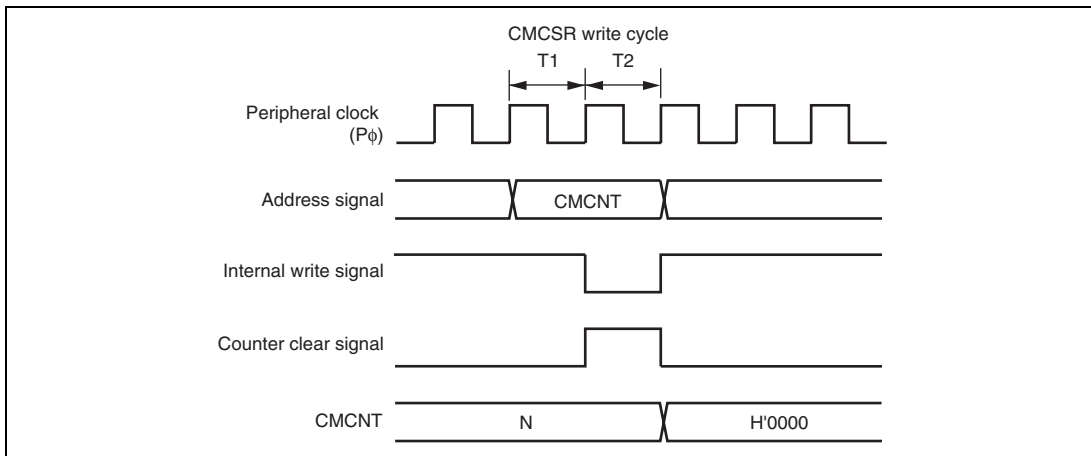 CMCSR write cycle
T1 T2
Peripheral clock
(Pϕ)
Address signal CMCNT
Internal write signal
Counter clear signal
CMCNT N H'0000